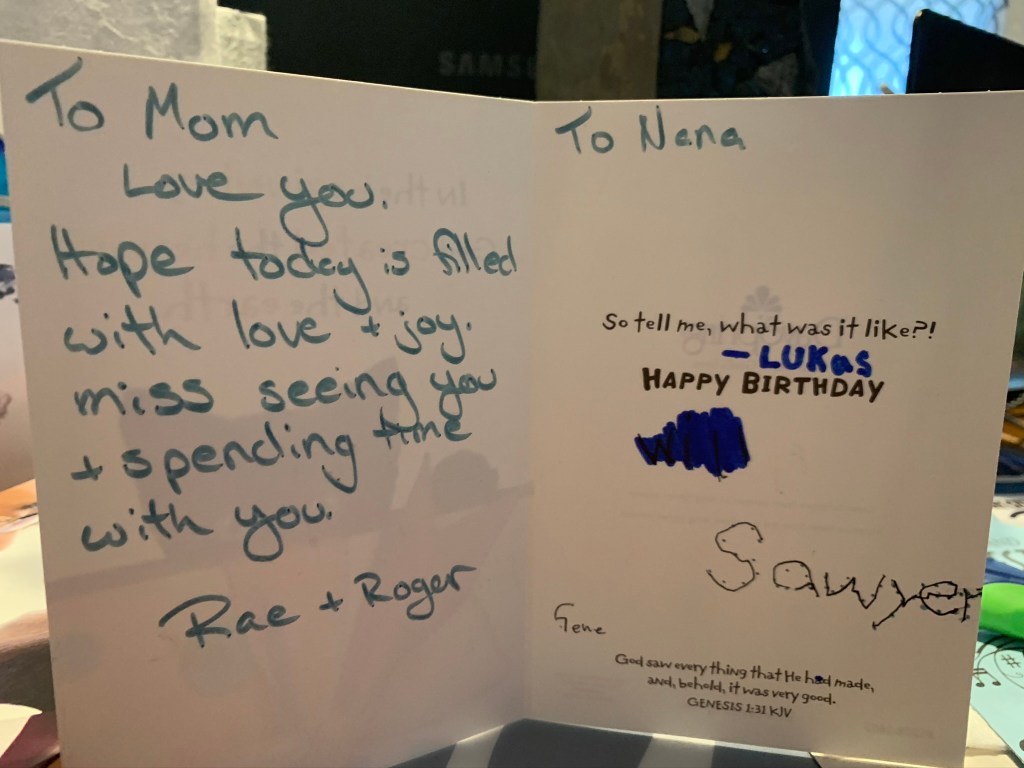 SAMSU
To Mom
Love you.
Hope today is filled
with love + joy.
miss seeing you
+ spending time
with you.
Rae + Roger
To Nana
So tell me, what was it like?!
- LUKas
HAPPY BIRTHDAY
Sawyer
Gene
God saw every thing that He had made,
and, behold, it was very good.
GENESIS 1:31 KJV